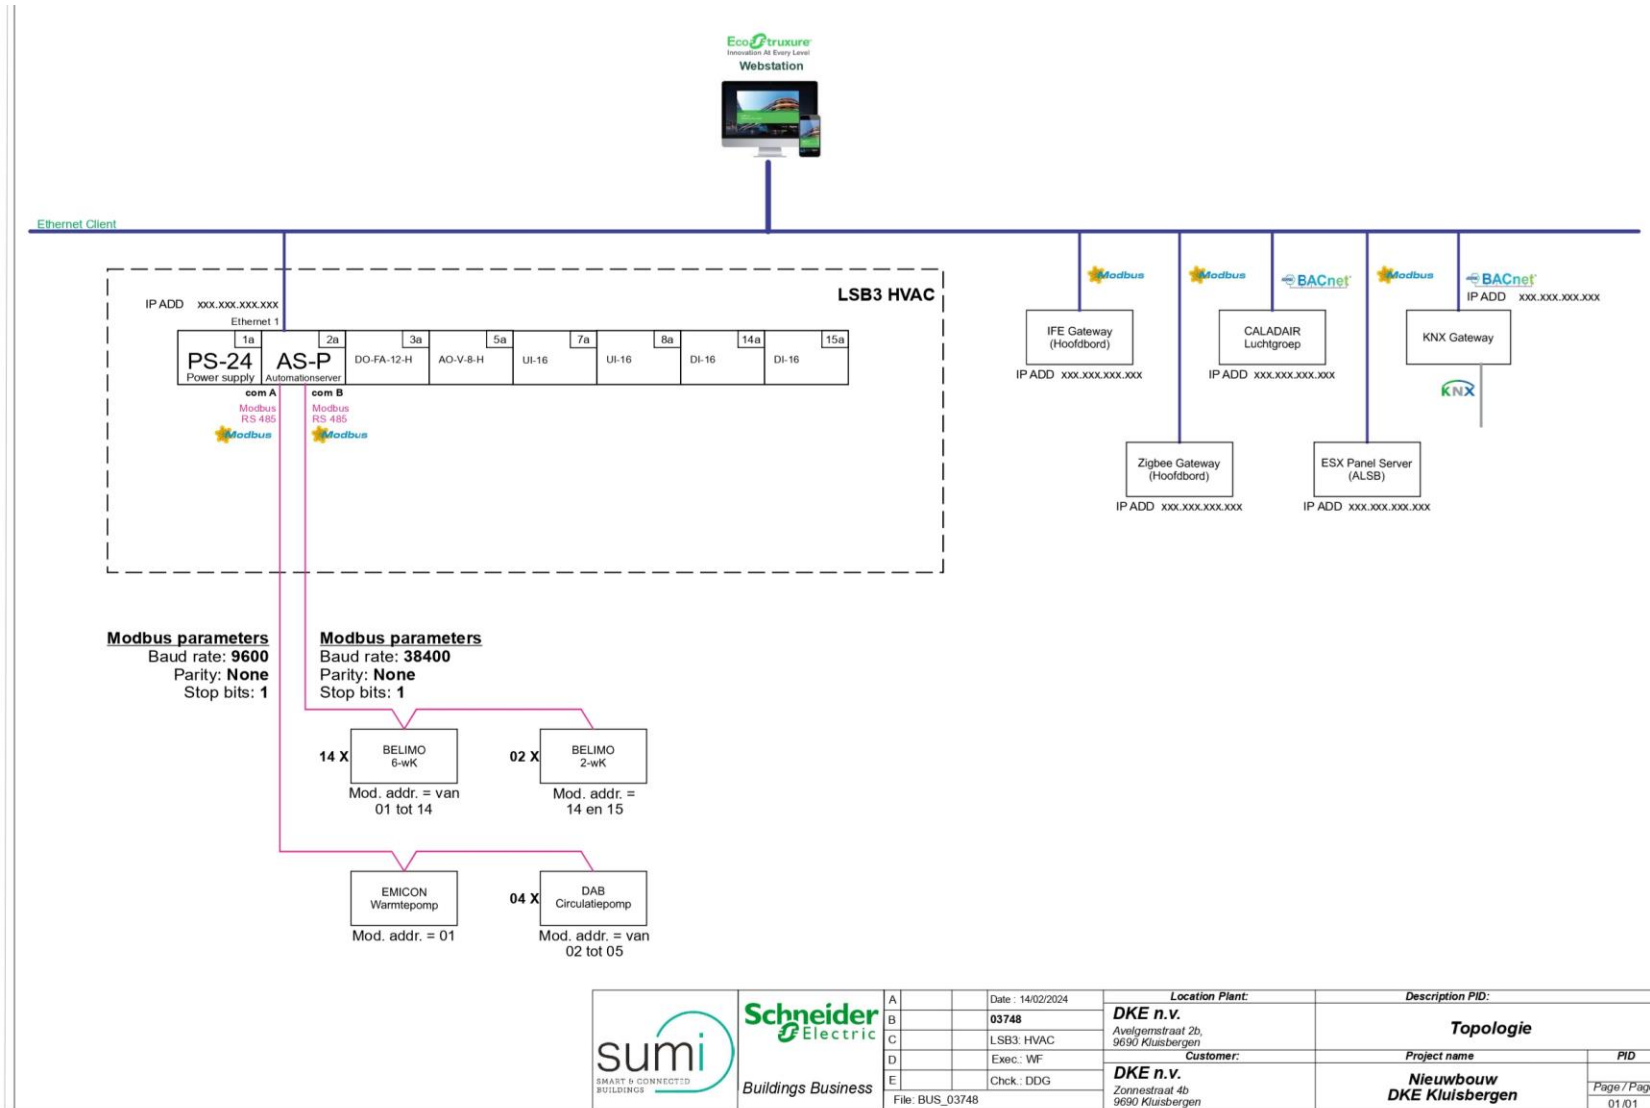 EcoStruxure
Innovation At Every Level
Webstation
Ethernet Client
IP ADD xxx.xxx.xxx.xxx
Ethernet 1
LSB3 HVAC
1a
2a
3a
5a
7a
8a
14a
15a
PS-24
Power supply
AS-P
Automationserver
DO-FA-12-H
AO-V-8-H
UI-16
UI-16
DI-16
DI-16
com A
Modbus
RS 485
Modbus
com B
Modbus
RS 485
Modbus
Modbus
IFE Gateway
(Hoofdbord)
IP ADD xxx.xxx.xxx.xxx
Modbus
Zigbee Gateway
(Hoofdbord)
IP ADD xxx.xxx.xxx.xxx
BACnet
CALADAIR
Luchtgroep
IP ADD xxx.xxx.xxx.xxx
Modbus
ESX Panel Server
(ALSB)
IP ADD xxx.xxx.xxx.xxx
BACnet
IP ADD xxx.xxx.xxx.xxx
KNX Gateway
KNX
Modbus parameters
Baud rate: 9600
Parity: None
Stop bits: 1
Modbus parameters
Baud rate: 38400
Parity: None
Stop bits: 1
14 X
BELIMO
6-wK
Mod. addr. = van
01 tot 14
02 X
BELIMO
2-wK
Mod. addr. =
14 en 15
EMICON
Warmtepomp
Mod. addr. = 01
04 X
DAB
Circulatiepomp
Mod. addr. = van
02 tot 05
sumi
SMART & CONNECTED
BUILDINGS
Schneider
Electric
Buildings Business
A
Date : 14/02/2024
B
03748
C
LSB3: HVAC
D
Exec.: WF
E
Chck.: DDG
File: BUS_03748
Location Plant:
DKE n.v.
Avelgemstraat 2b,
9690 Kluisbergen
Customer:
DKE n.v.
Zonnestraat 4b
9690 Kluisbergen
Description PID:
Topologie
Project name
Nieuwbouw
DKE Kluisbergen
PID
Page / Page
01/01